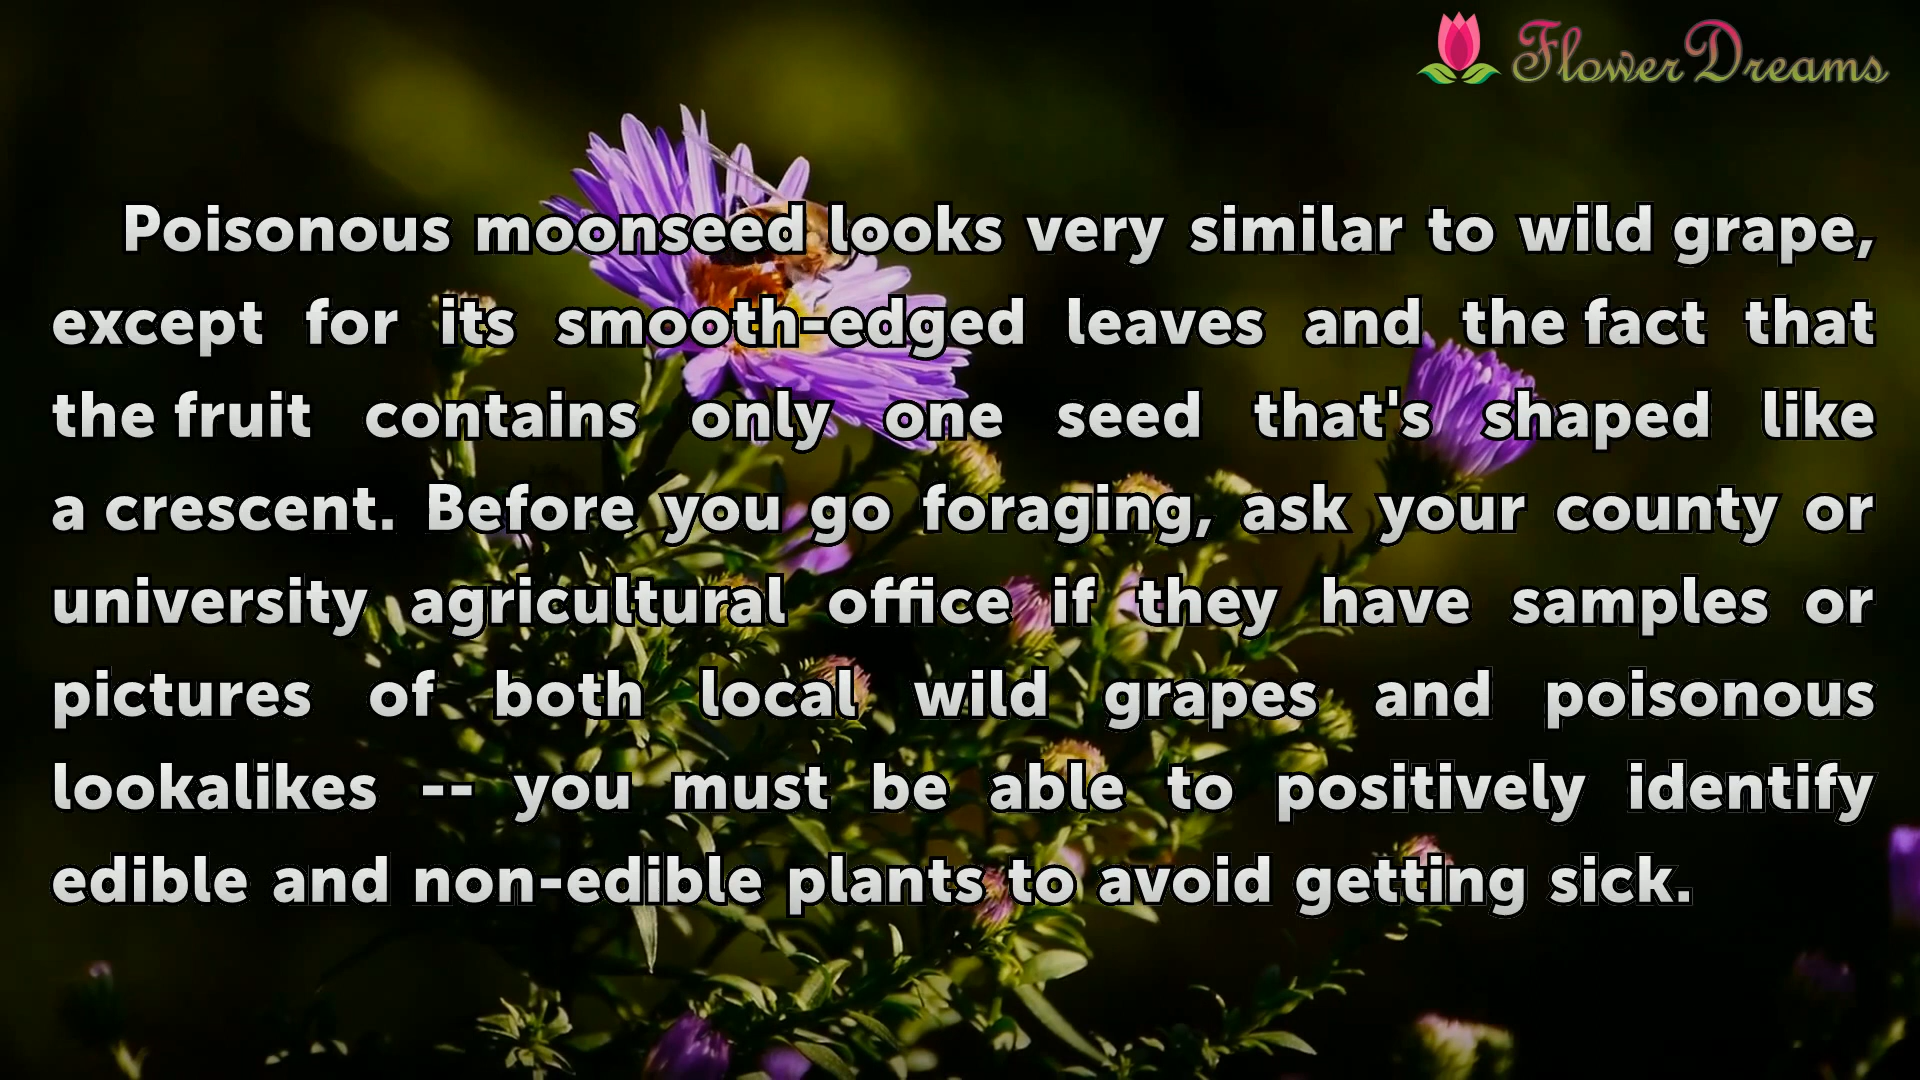 FlowerDreams
Poisonous moonseed looks very similar to wild grape,
except for its smooth-edged leaves and the fact that
the fruit contains only one seed that's shaped like
a crescent. Before you go foraging, ask your county or
university agricultural office if they have samples or
pictures of both local wild grapes and poisonous
lookalikes -- you must be able to positively identify
edible and non-edible plants to avoid getting sick.